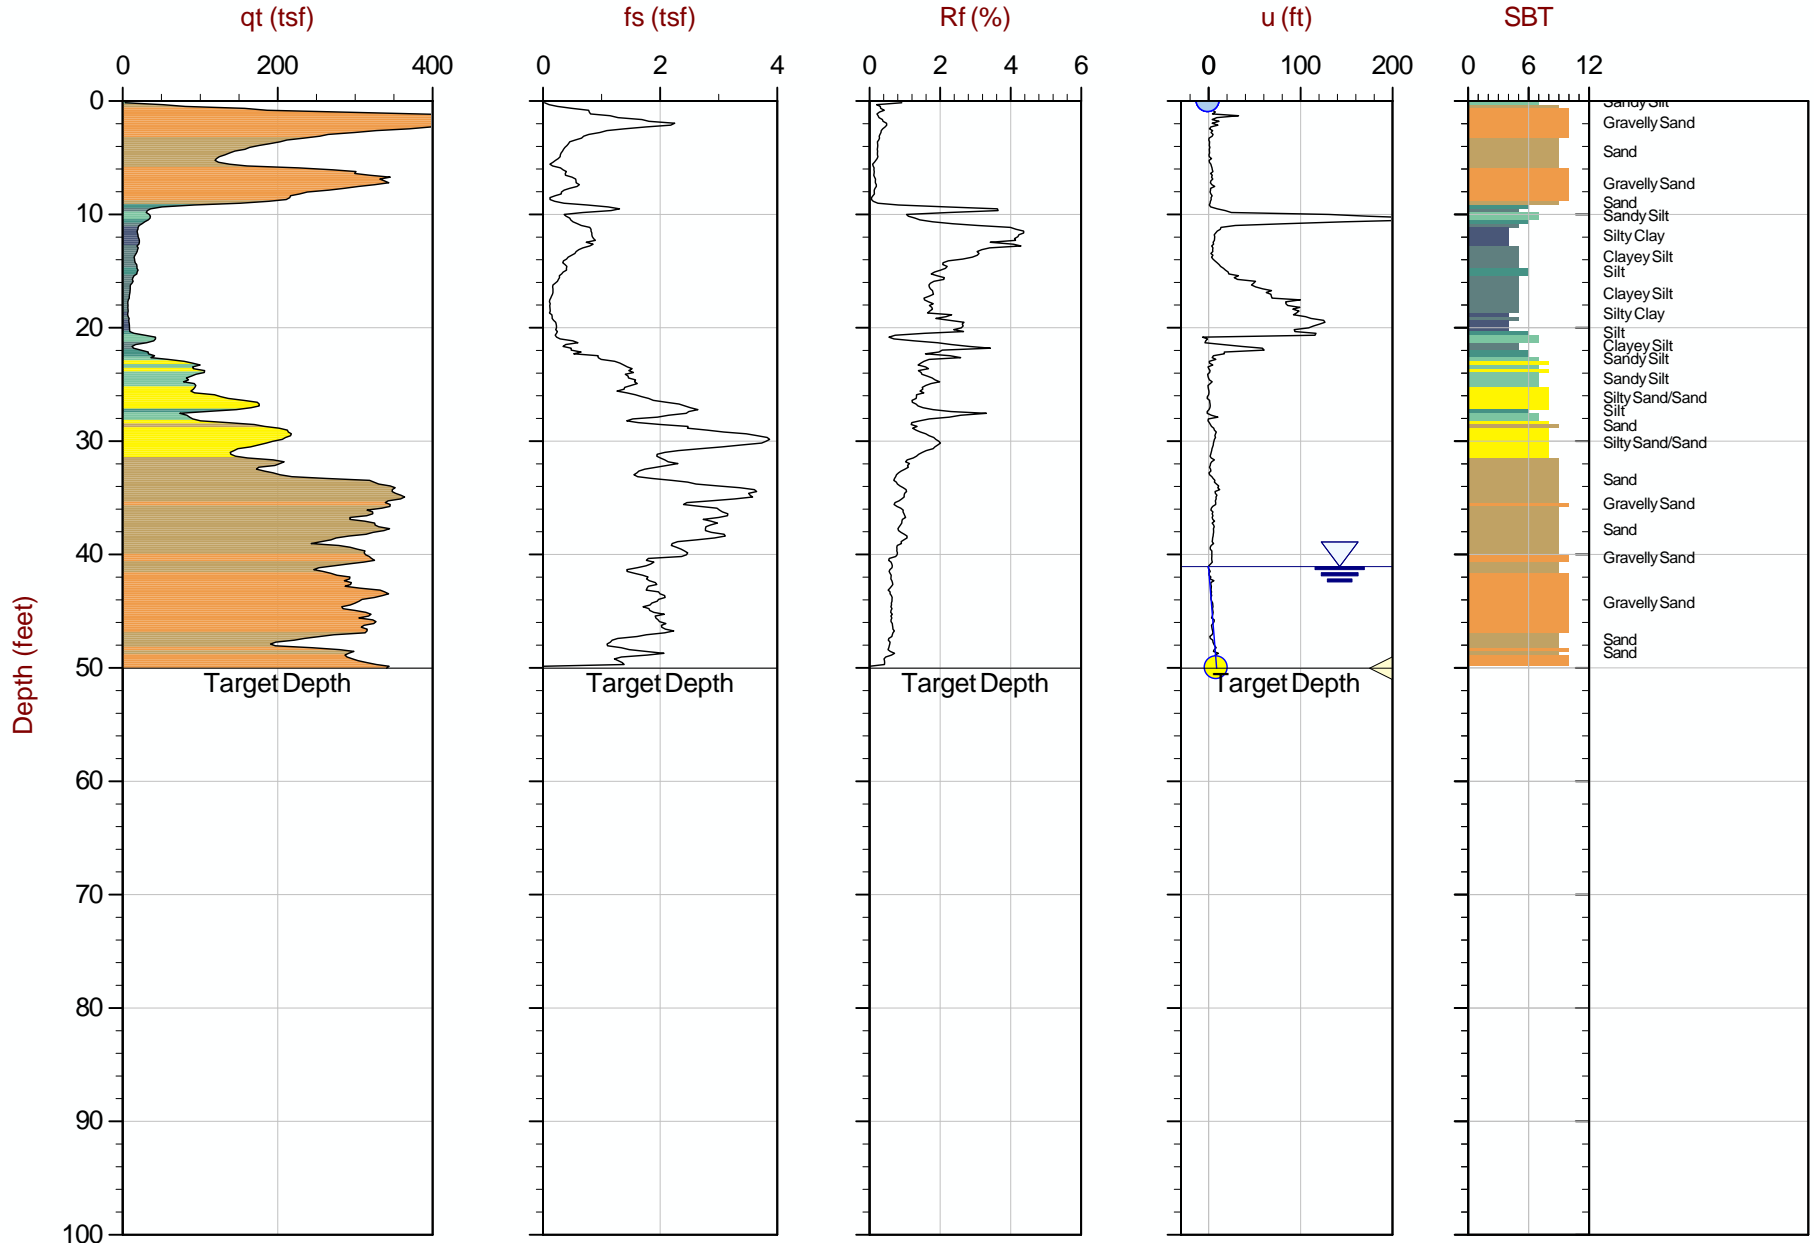 qt (tsf) fs (tsf) Rf (%) u (ft) SBT
0 200 400 0 2 4 0 2 4 6 0 100 200 0 6 12
0
Sandy Silt
Gravelly Sand
Sand
Gravelly Sand
Sand
10
Sandy Silt
Silty Clay
Clayey Silt
Silt
Clayey Silt
Silty Clay
20
Silt
Clayey Silt
Sandy Silt
Sandy Silt
Silty Sand/Sand
Silt
Sand
30
Silty Sand/Sand
Sand
Gravelly Sand
Sand
40
Gravelly Sand
Gravelly Sand
Sand
Sand
50
Target Depth Target Depth Target Depth Target Depth
Depth (feet)
60
70
80
90
100